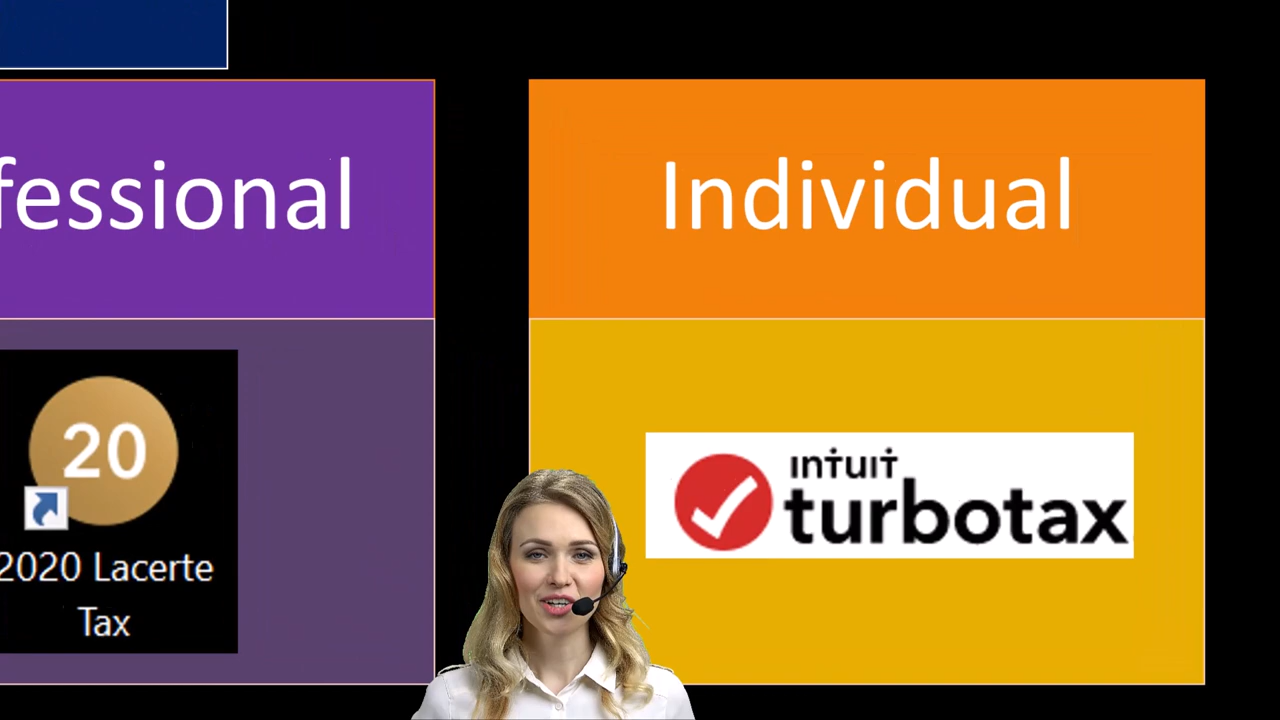 fessional
Individual
20
2020 Lacerte
Tax
intuit
turbotax